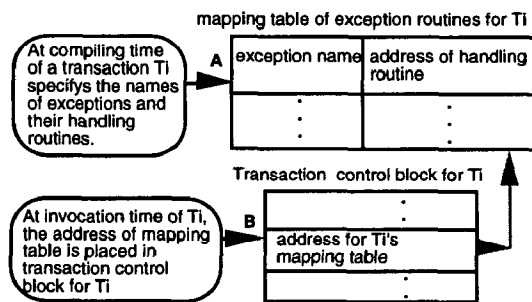 mapping table of exception routines for Ti
At compiling time
of a transaction Ti
specifys the names
of exceptions and
their handling
routines.
A
exception name
address of handling
routine
Transaction control block for Ti
At invocation time of Ti,
the address of mapping
table is placed in
transaction control
block for Ti
B
address for Ti's
mapping table